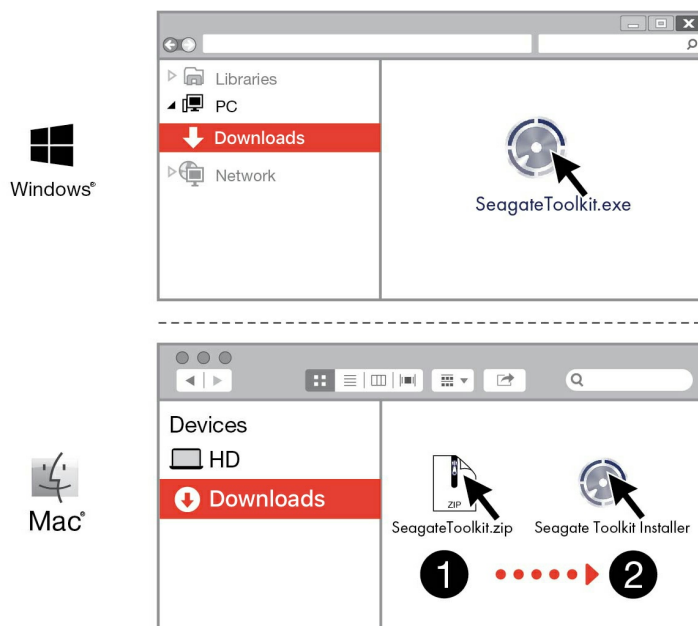 Libraries
PC
Downloads
Network
Windows®
SeagateToolkit.exe
Devices
HD
Downloads
Mac®
ZIP
SeagateToolkit.zip
Seagate Toolkit Installer
1
2